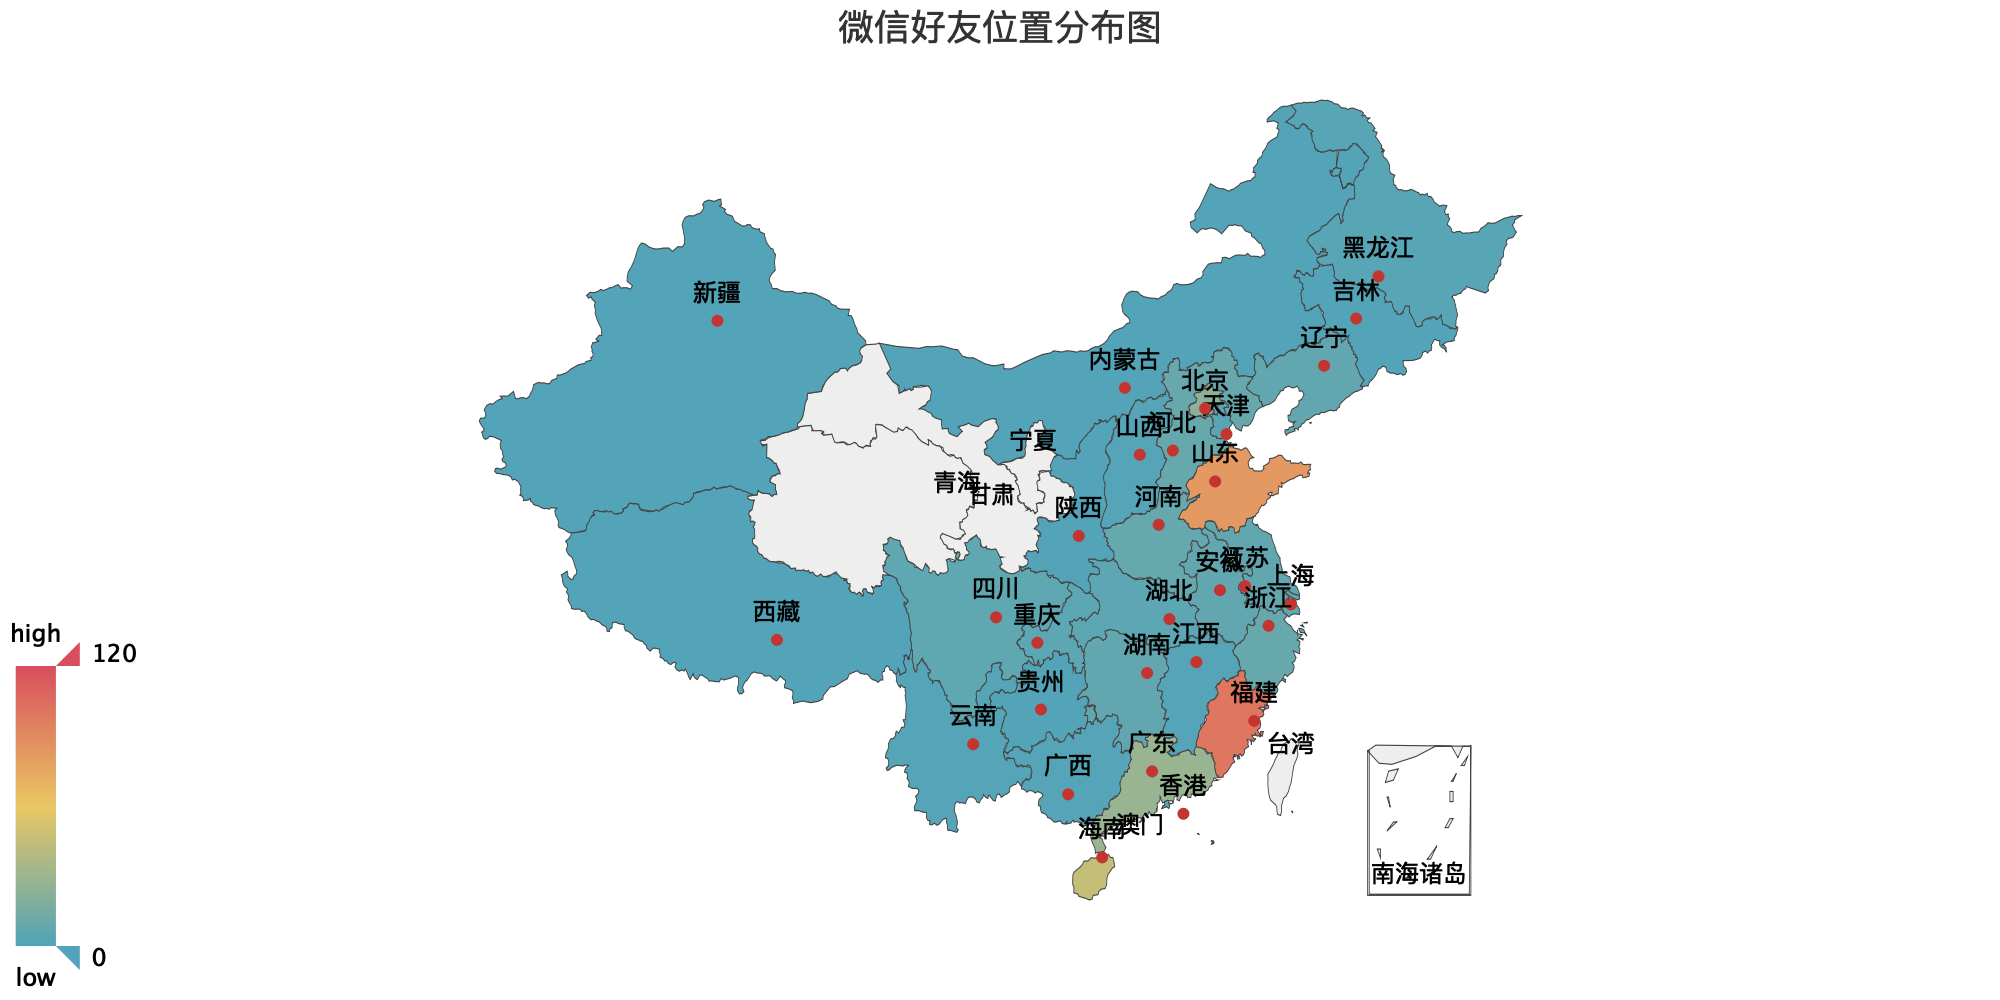 微信好友位置分布图
黑龙江
新疆
吉林
辽宁
内蒙古
北京
天津
河北
山西
宁夏
山东
青海
甘肃
河南
陕西
安徽
江苏
上海
四川
湖北
浙江
西藏
重庆
江西
湖南
贵州
福建
云南
广东
台湾
广西
香港
海南
澳门
南海诸岛
high
120
0
low